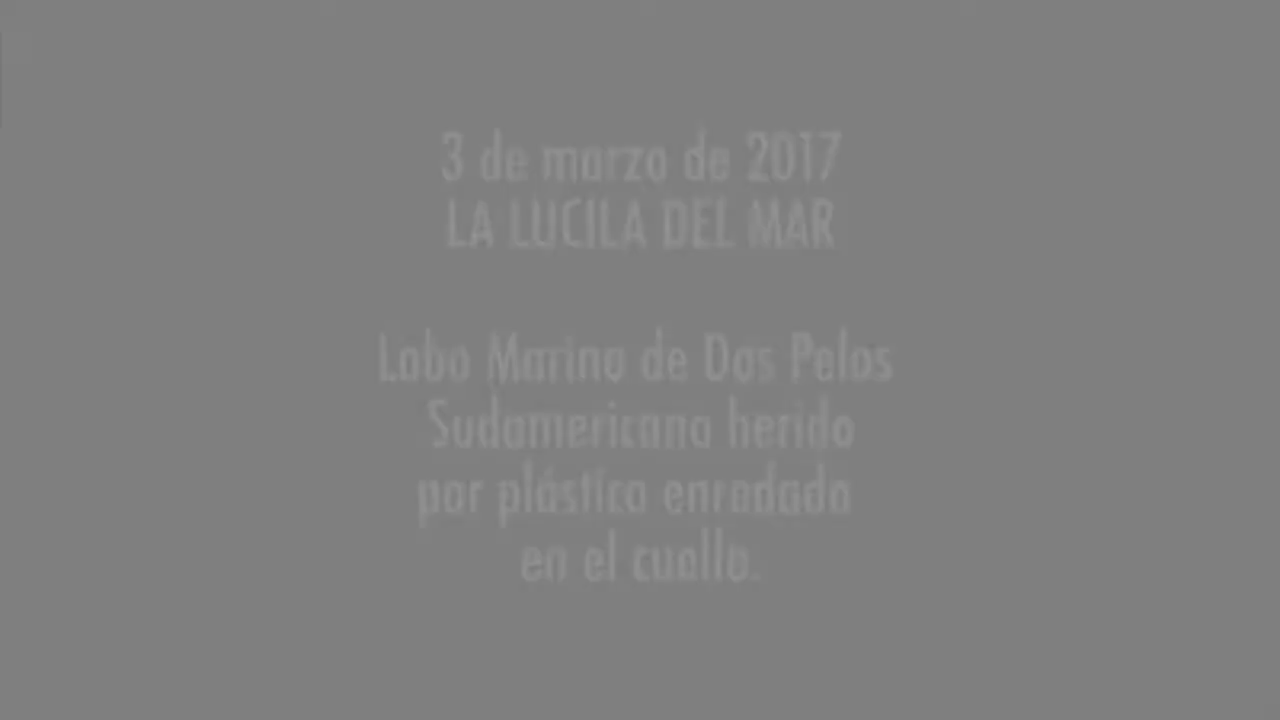 3 de marzo de 2017
LA LUCILA DEL MAR
Lobo Marino de Dos Pelos
Sudamericano herido
por plástico enredado
en el cuello.